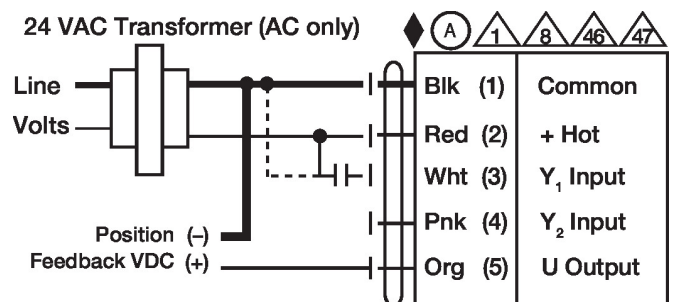 24 VAC Transformer (AC only)
A 1 8 46 47
Line
Volts
Blk (1) Common
Red (2) + Hot
Wht (3) Y1 Input
Pnk (4) Y2 Input
Position (–)
Feedback VDC (+)
Org (5) U Output